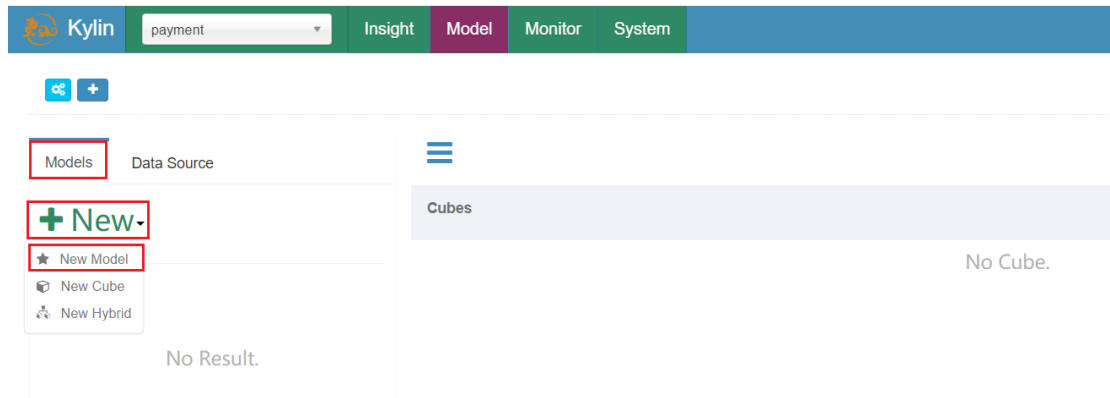 Kylin payment Insight Model Monitor System
Models Data Source
New
Cubes
New Model
No Cube.
New Cube
New Hybrid
No Result.